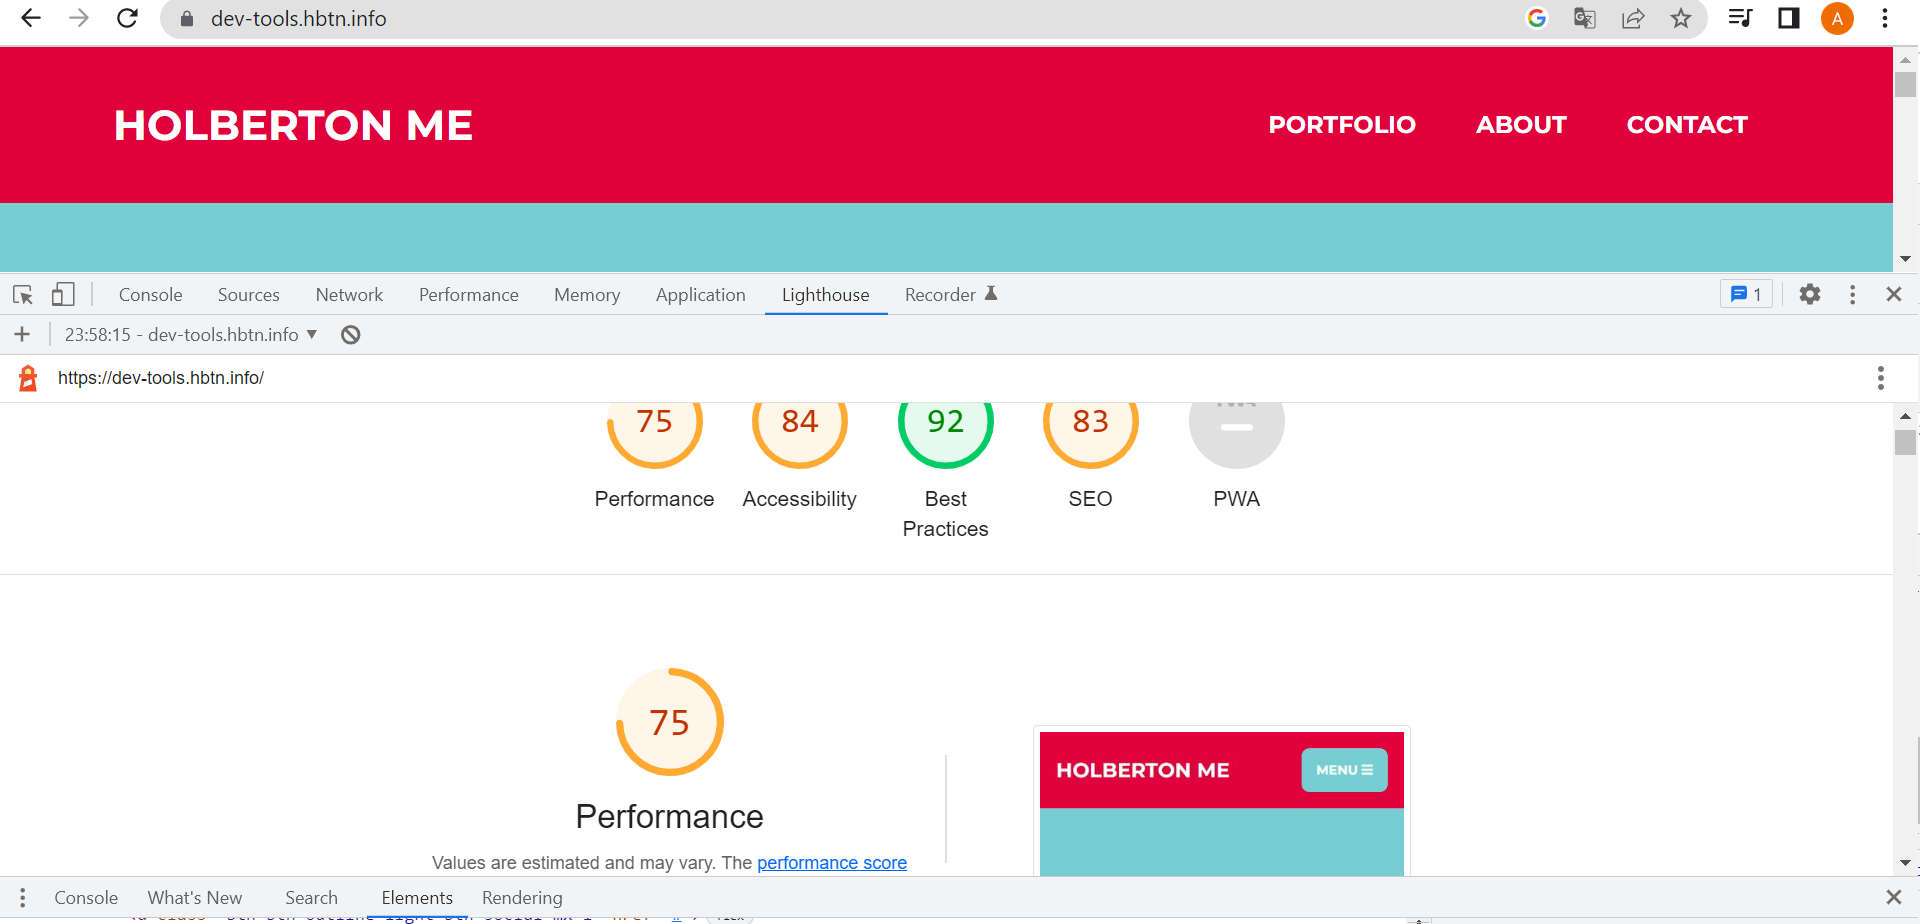 dev-tools.hbtn.info
A
HOLBERTON ME
PORTFOLIO ABOUT CONTACT
Console Sources Network Performance Memory Application Lighthouse Recorder
1
23:58:15 - dev-tools.hbtn.info
https://dev-tools.hbtn.info/
75 84 92 83
Performance Accessibility Best Practices SEO PWA
75
Performance
Values are estimated and may vary. The performance score
HOLBERTON ME
MENU
Console What's New Search Elements Rendering